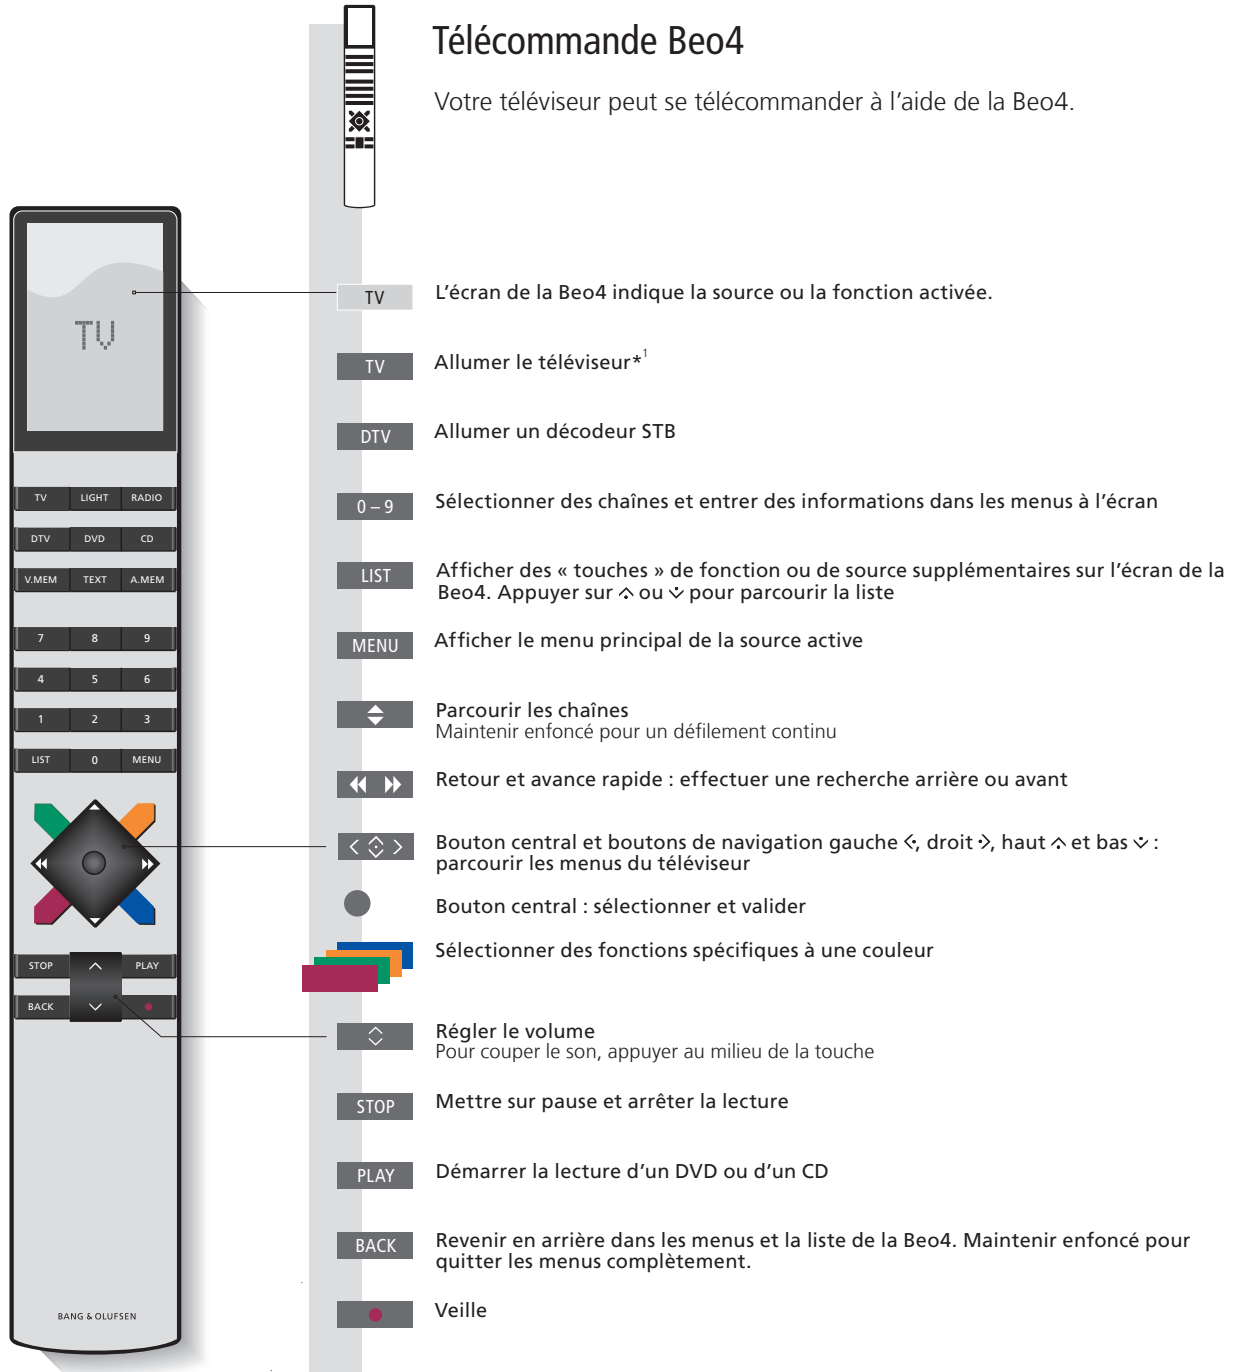 Télécommande Beo4
Votre téléviseur peut se télécommander à l’aide de la Beo4.
TV
TV L’écran de la Beo4 indique la source ou la fonction activée.
TV Allumer le téléviseur*1
DTV Allumer un décodeur STB
0 – 9 Sélectionner des chaînes et entrer des informations dans les menus à l’écran
LIST Afficher des « touches » de fonction ou de source supplémentaires sur l’écran de la
Beo4. Appuyer sur ou pour parcourir la liste
MENU Afficher le menu principal de la source active
Parcourir les chaînes
Maintenir enfoncé pour un défilement continu
Retour et avance rapide : effectuer une recherche arrière ou avant
Bouton central et boutons de navigation gauche , droit , haut et bas :
parcourir les menus du téléviseur
Bouton central : sélectionner et valider
Sélectionner des fonctions spécifiques à une couleur
Régler le volume
Pour couper le son, appuyer au milieu de la touche
STOP Mettre sur pause et arrêter la lecture
PLAY Démarrer la lecture d’un DVD ou d’un CD
BACK Revenir en arrière dans les menus et la liste de la Beo4. Maintenir enfoncé pour
quitter les menus complètement.
Veille
TV LIGHT RADIO
DTV DVD CD
V.MEM TEXT A.MEM
7 8 9
4 5 6
1 2 3
LIST 0 MENU
STOP PLAY
BACK
BANG & OLUFSEN